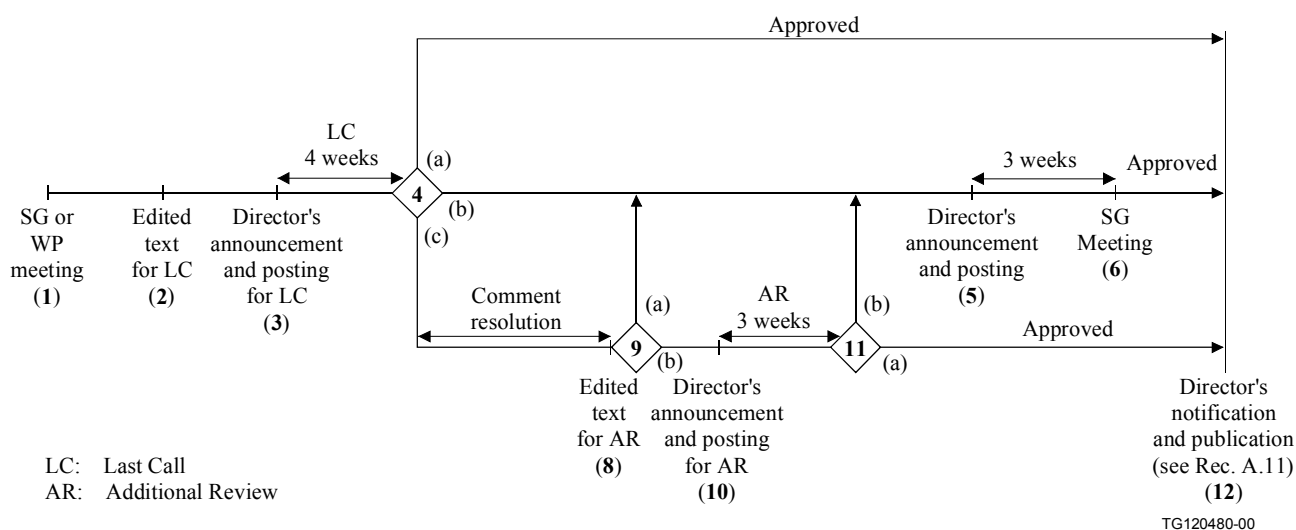 Approved
LC
4 weeks
(a)
4
(b)
(c)
3 weeks
Approved
SG or
WP
meeting
(1)
Edited
text
for LC
(2)
Director's
announcement
and posting
for LC
(3)
Director's
announcement
and posting
(5)
SG
Meeting
(6)
Comment
resolution
(a)
9
(b)
AR
3 weeks
(b)
11
(a)
Approved
Edited
text
for AR
(8)
Director's
announcement
and posting
for AR
(10)
Director's
notification
and publication
(see Rec. A.11)
(12)
LC: Last Call
AR: Additional Review
TG120480-00